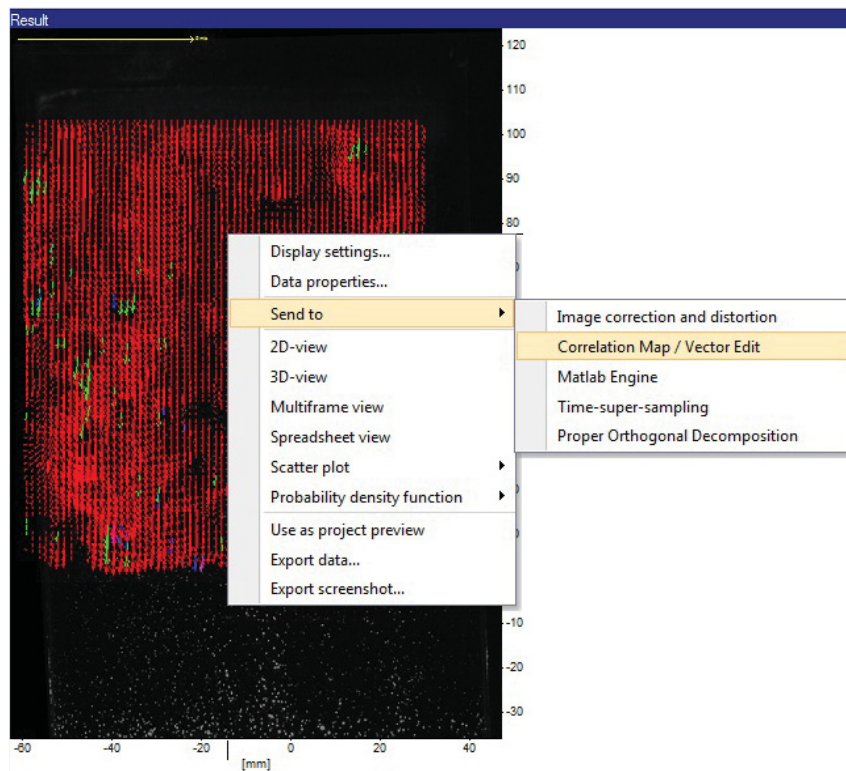 Result
120
110
100
90
80
Display settings...
Data properties...
Send to
Image correction and distortion
2D-view
Correlation Map / Vector Edit
3D-view
Matlab Engine
Multiframe view
Time-super-sampling
Spreadsheet view
Proper Orthogonal Decomposition
Scatter plot
Probability density function
Use as project preview
Export data...
Export screenshot...
-10
-20
-30
-60 -40 -20 0 20 40
[mm]